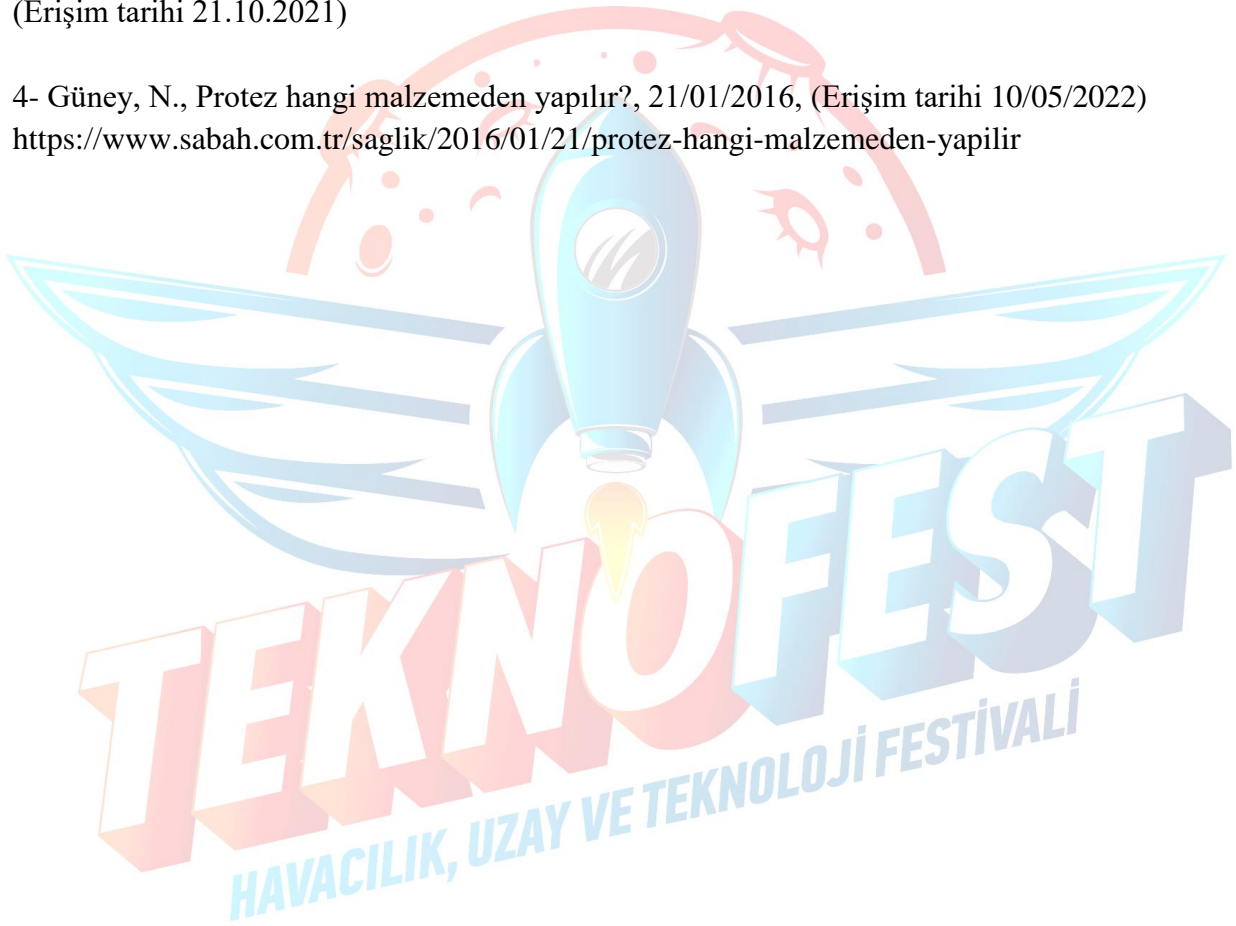 (Erişim tarihi 21.10.2021)
4- Güney, N., Protez hangi malzemeden yapılır?, 21/01/2016, (Erişim tarihi 10/05/2022)
https://www.sabah.com.tr/saglik/2016/01/21/protez-hangi-malzemeden-yapilir
TEKNOFEST
HAVACILIK, UZAY VE TEKNOLOJİ FESTİVALİ